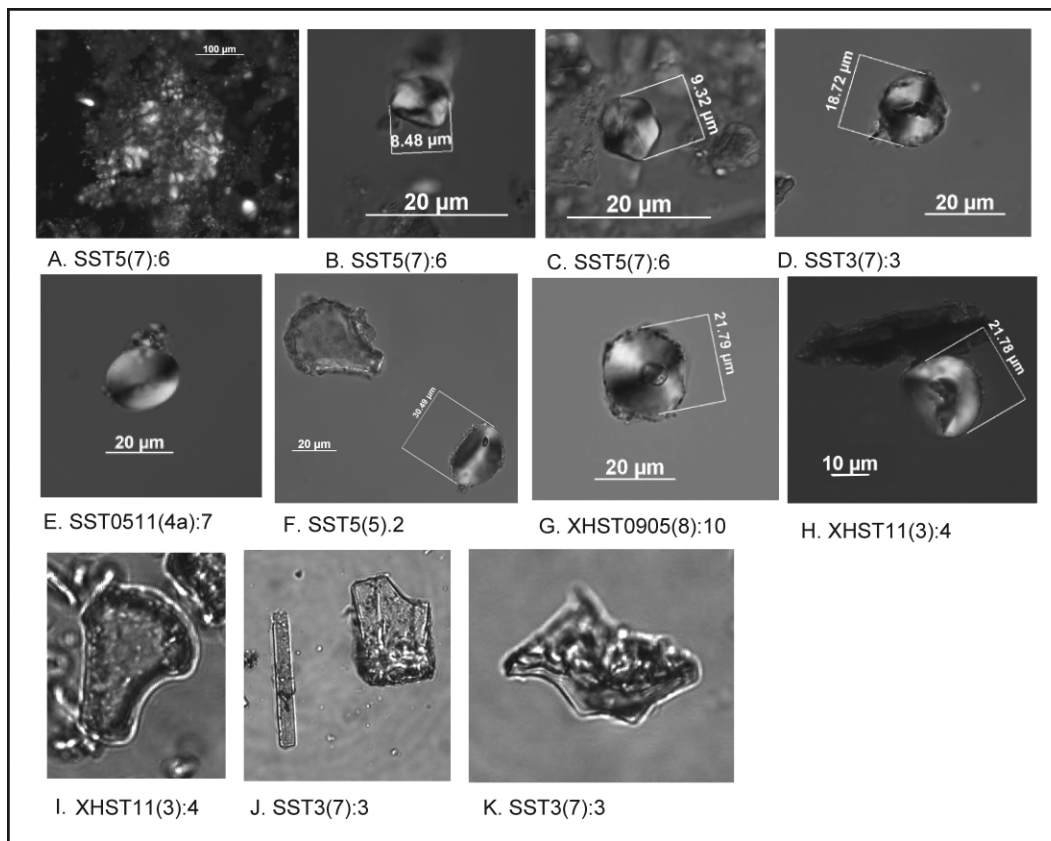 100 µm
8.48 µm
20 µm
9.32 µm
20 µm
18.72 µm
20 µm
A. SST5(7):6
B. SST5(7):6
C. SST5(7):6
D. SST3(7):3
20 µm
20 µm
30.49 µm
21.79 µm
20 µm
21.78 µm
10 µm
E. SST0511(4a):7
F. SST5(5).2
G. XHST0905(8):10
H. XHST11(3):4
I. XHST11(3):4
J. SST3(7):3
K. SST3(7):3